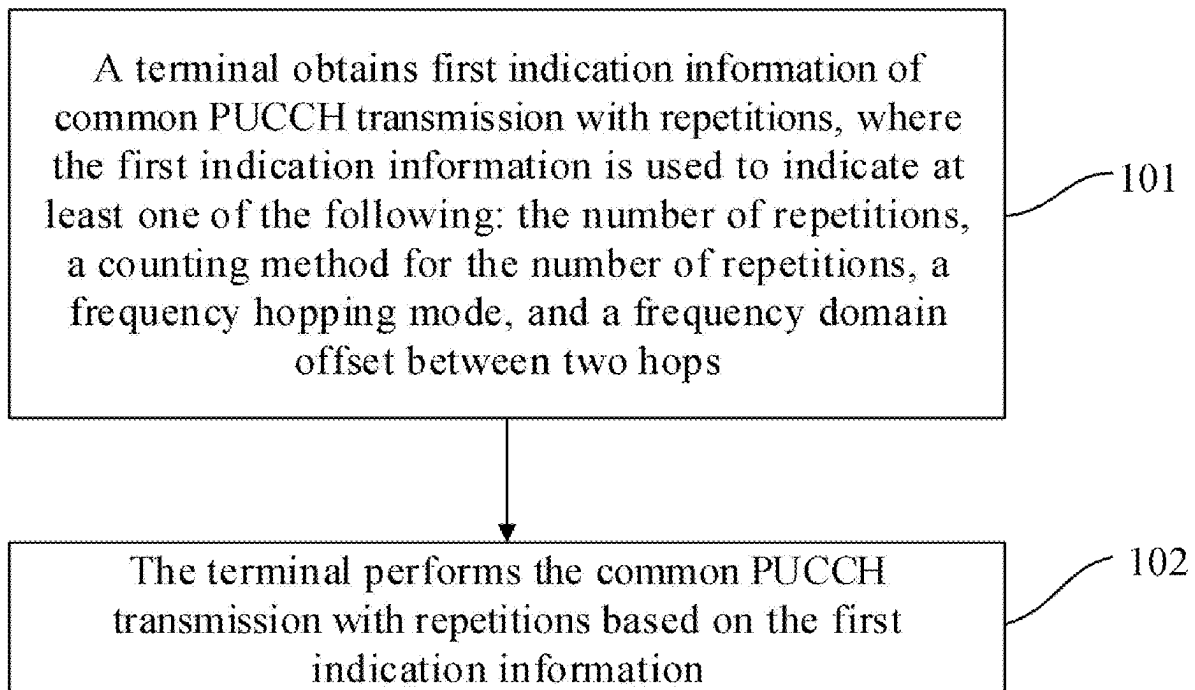 A terminal obtains first indication information of
common PUCCH transmission with repetitions, where
the first indication information is used to indicate at
least one of the following: the number of repetitions,
a counting method for the number of repetitions, a
frequency hopping mode, and a frequency domain
offset between two hops
101
The terminal performs the common PUCCH
transmission with repetitions based on the first
indication information
102